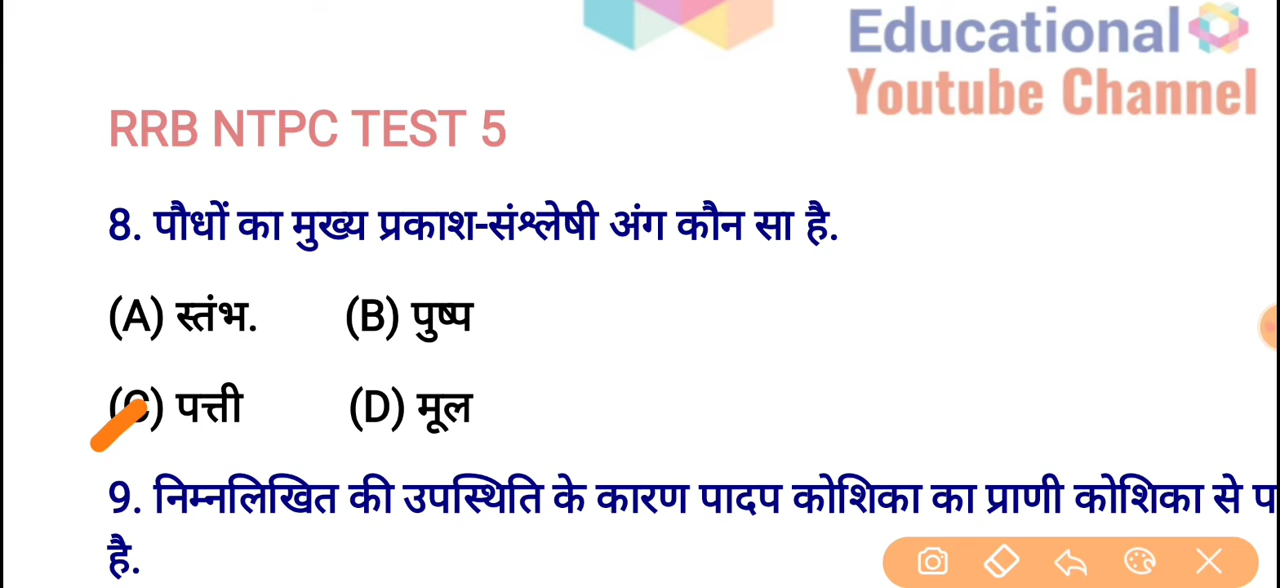 Educational
Youtube Channel
RRB NTPC TEST 5
8. पौधों का मुख्य प्रकाश-संश्लेषी अंग कौन सा है.
(A) स्तंभ. (B) पुष्प
(C) पत्ती (D) मूल
9. निम्नलिखित की उपस्थिति के कारण पादप कोशिका का प्राणी कोशिका से
है.